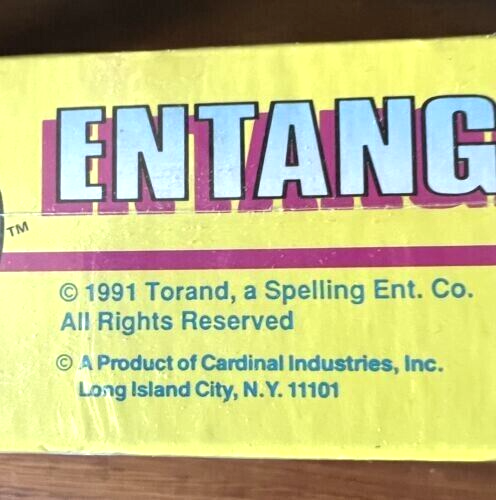 ENTANG
TM
© 1991 Torand, a Spelling Ent. Co.
All Rights Reserved
© A Product of Cardinal Industries, Inc.
Long Island City, N.Y. 11101